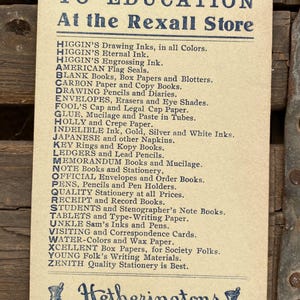 TO EDUCATION
At the Rexall Store
HIGGIN'S Drawing Inks, in all Colors.
HIGGIN'S Eternal Ink.
HIGGIN'S Engrossing Ink.
AMERICAN Flag Seals.
BLANK Books, Box Papers and Blotters.
CARBON Paper and Copy Books.
DRAWING Pencils and Diaries.
ENVELOPES, Erasers and Eye Shades.
FOOL'S Cap and Legal Cap Paper.
GLUE, Mucilage and Paste in Tubes.
HOLLY and Crepe Paper.
INDELIBLE Ink, Gold, Silver and White Inks.
JAPANESE and other Napkins.
KEY Rings and Kopy Books.
LEDGERS and Lead Pencils.
MEMORANDUM Books and Mucilage.
NOTE Books and Stationery.
OFFICIAL Envelopes and Order Books.
PENS, Pencils and Pen Holders.
QUALITY Stationery at all Prices.
RECEIPT and Record Books.
STUDENTS and Stenographer's Note Books.
TABLETS and Type-Writing Paper.
UNKLE Sam's Inks and Pens.
VISITING and Correspondence Cards.
WATER-Colors and Wax Paper.
XCELLENT Box Papers, for Society Folks.
YOUNG Folk's Writing Materials.
ZENITH Quality Stationery is Best.
Hetheringtons